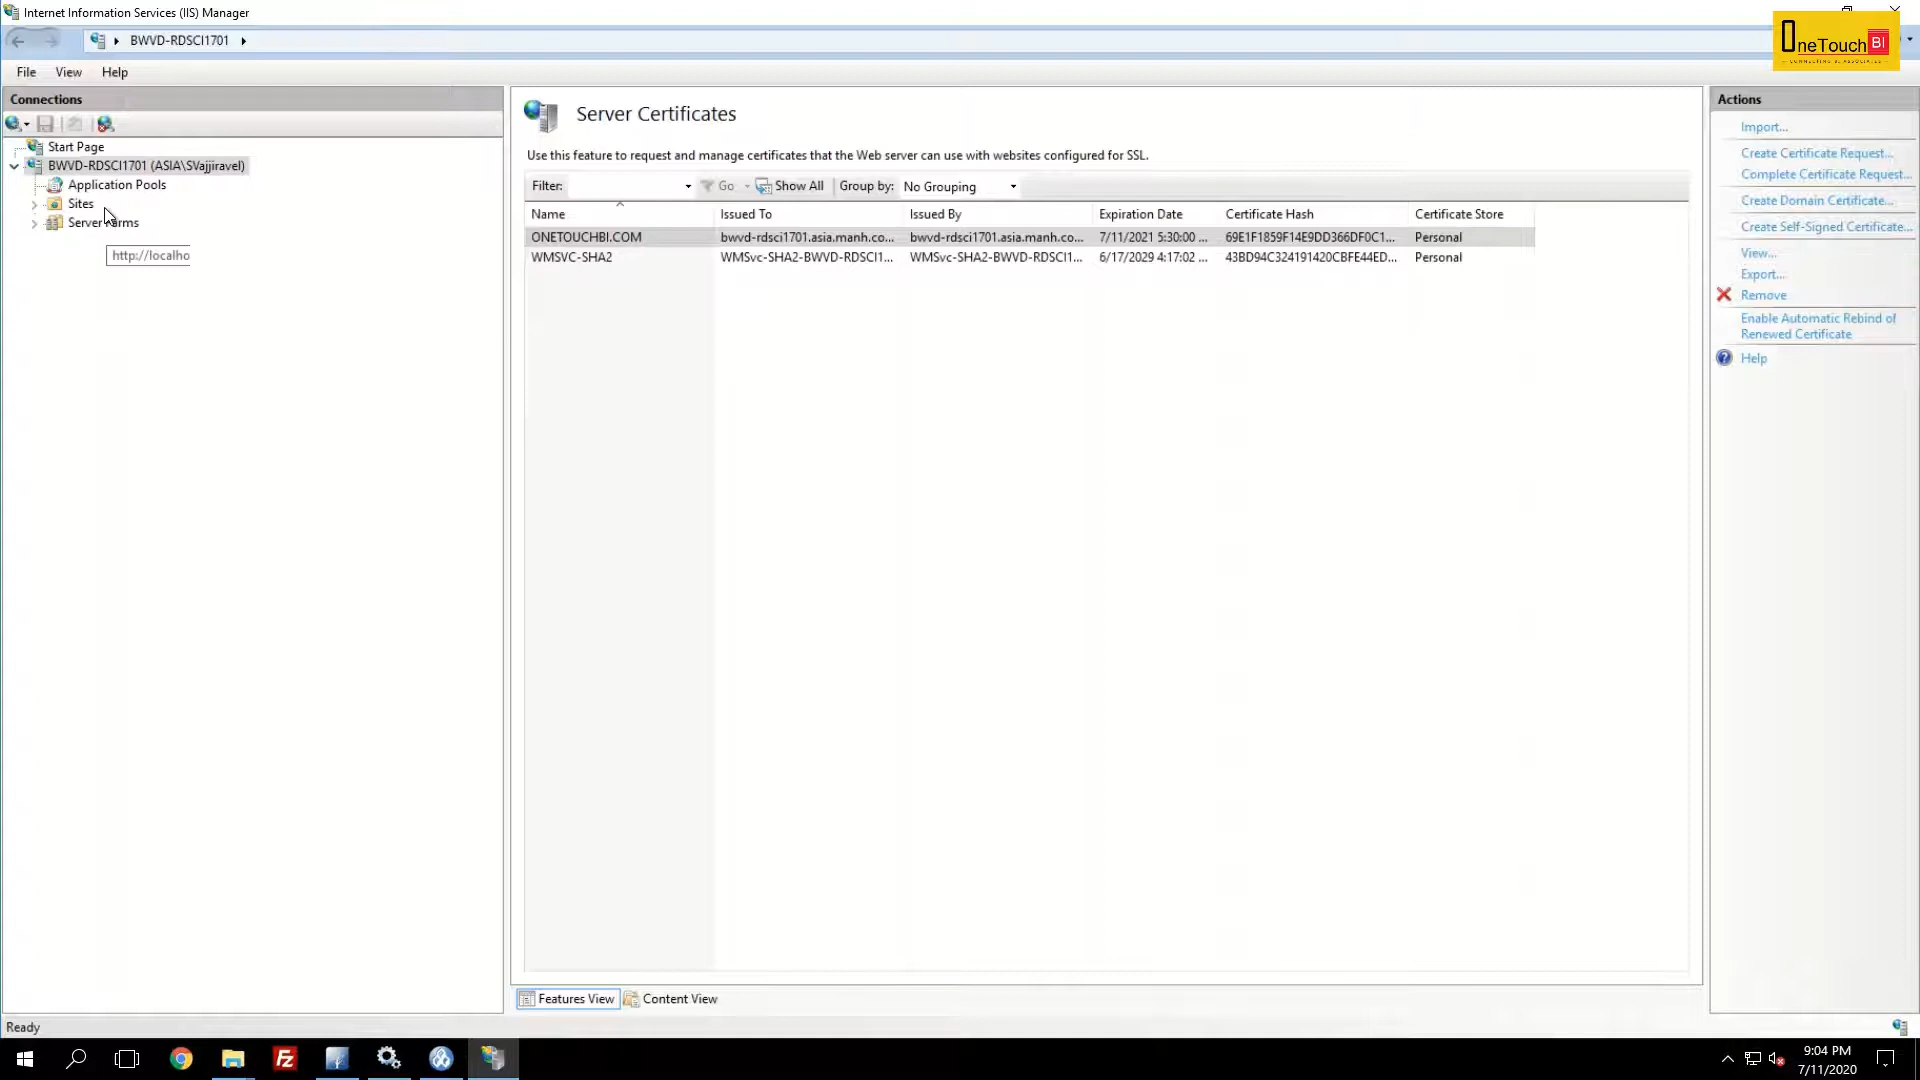 Internet Information Services (IIS) Manager
BWVD-RDSCI1701
OneTouch BI
File View Help
Connections
Start Page
BWVD-RDSCI1701 (ASIA\SVajjiravel)
Application Pools
Sites
Server Farms
http://localho
Server Certificates
Use this feature to request and manage certificates that the Web server can use with websites configured for SSL.
Filter: Go Show All Group by: No Grouping
Name Issued To Issued By Expiration Date Certificate Hash Certificate Store
ONETOUCHBI.COM bwvd-rdsci1701.asia.manh.co... bwvd-rdsci1701.asia.manh.co... 7/11/2021 5:30:00 ... 69E1F1859F14E9DD366DF0C1... Personal
WMSVC-SHA2 WMSvc-SHA2-BWVD-RDSCI1... WMSvc-SHA2-BWVD-RDSCI1... 6/17/2029 4:17:02 ... 43BD94C324191420CBFE44ED... Personal
Features View Content View
Actions
Import...
Create Certificate Request...
Complete Certificate Request...
Create Domain Certificate...
Create Self-Signed Certificate...
View...
Export...
Remove
Enable Automatic Rebind of
Renewed Certificate
Help
Ready
9:04 PM
7/11/2020